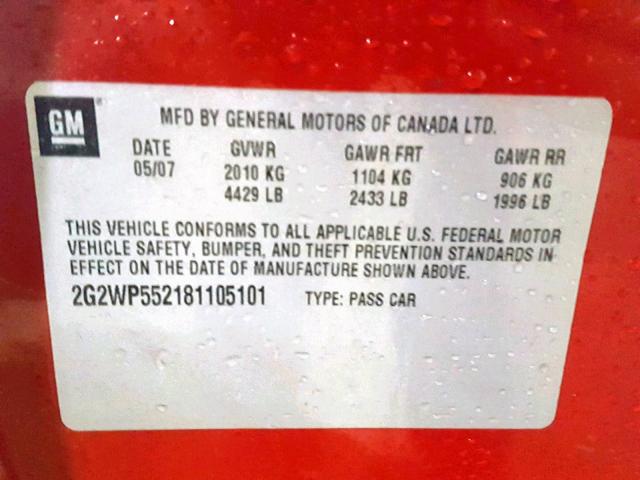 GM
MFD BY GENERAL MOTORS OF CANADA LTD.
DATE GVWR GAWR FRT GAWR RR
05/07 2010 KG 1104 KG 906 KG
4429 LB 2433 LB 1996 LB
THIS VEHICLE CONFORMS TO ALL APPLICABLE U.S. FEDERAL MOTOR
VEHICLE SAFETY, BUMPER, AND THEFT PREVENTION STANDARDS IN
EFFECT ON THE DATE OF MANUFACTURE SHOWN ABOVE.
2G2WP552181105101 TYPE: PASS CAR